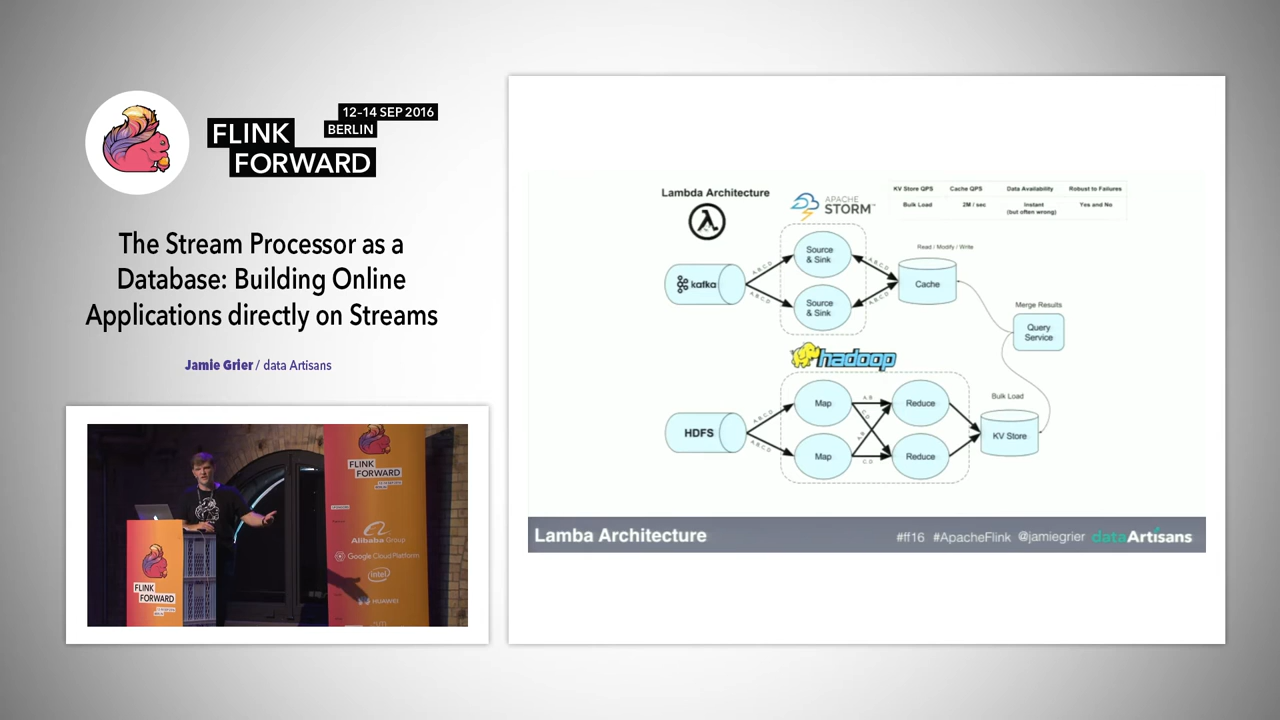 12-14 SEP 2016
BERLIN
FLINK
FORWARD
The Stream Processor as a
Database: Building Online
Applications directly on Streams
Jamie Grier / data Artisans
FLINK
FORWARD
Alibaba Group
Google Cloud Platform
intel
HUAWEI
FLINK
FORWARD
Lambda Architecture
λ
APACHE
STORM™
KV Store QPS Cache QPS Data Availability Robust to Failures
Bulk Load 2M / sec Instant
(but often wrong) Yes and No
Read / Modify / Write
Source
& Sink
A B C D
A B C D
kafka
A B C D
A B C D
Cache
Source
& Sink
Merge Results
Query
Service
hadoop
Bulk Load
Map
A B
Reduce
A B C D
C D
HDFS
KV Store
A B C D
A B
Map
C D
Reduce
Lamba Architecture
#ff16 #ApacheFlink @jamiegrier dataArtisans